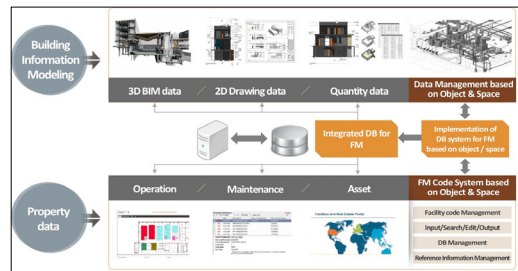 Building
Information
Modeling
3D BIM data / 2D Drawing data / Quantity data
Data Management based
on Object & Space
Integrated DB for
FM
Implementation of
DB system for FM
based on object / space
Property
data
Operation / Maintenance / Asset
FM Code System based
on Object & Space
Facility code Management
Input/Search/Edit/Output
DB Management
Reference Information Management
Facilities and Real Estate Portal